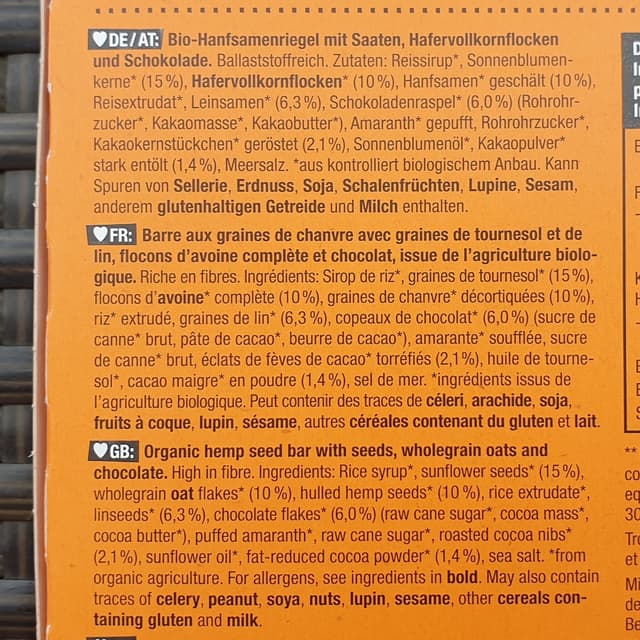 DE/AT: Bio-Hanfsamenriegel mit Saaten, Hafervollkornflocken
und Schokolade. Ballaststoffreich. Zutaten: Reissirup*, Sonnenblumen-
kerne* (15 %), Hafervollkornflocken* (10 %), Hanfsamen* geschält (10 %),
Reisextrudat*, Leinsamen* (6,3 %), Schokoladenraspel* (6,0 %) (Rohrohr-
zucker*, Kakaomasse*, Kakaobutter*), Amaranth* gepufft, Rohrohrzucker*,
Kakaokernstückchen* geröstet (2,1 %), Sonnenblumenöl*, Kakaopulver*
stark entölt (1,4 %), Meersalz. *aus kontrolliert biologischem Anbau. Kann
Spuren von Sellerie, Erdnuss, Soja, Schalenfrüchten, Lupine, Sesam,
anderem glutenhaltigen Getreide und Milch enthalten.
FR: Barre aux graines de chanvre avec graines de tournesol et de
lin, flocons d'avoine complète et chocolat, issue de l'agriculture biolo-
gique. Riche en fibres. Ingrédients: Sirop de riz*, graines de tournesol* (15 %),
flocons d'avoine* complète (10 %), graines de chanvre* décortiquées (10 %),
riz* extrudé, graines de lin* (6,3 %), copeaux de chocolat* (6,0 %) (sucre de
canne* brut, pâte de cacao*, beurre de cacao*), amarante* soufflée, sucre
de canne* brut, éclats de fèves de cacao* torréfiés (2,1 %), huile de tourne-
sol*, cacao maigre* en poudre (1,4 %), sel de mer. *ingrédients issus de
l'agriculture biologique. Peut contenir des traces de céleri, arachide, soja,
fruits à coque, lupin, sésame, autres céréales contenant du gluten et lait.
GB: Organic hemp seed bar with seeds, wholegrain oats and
chocolate. High in fibre. Ingredients: Rice syrup*, sunflower seeds* (15 %),
wholegrain oat flakes* (10 %), hulled hemp seeds* (10 %), rice extrudate*,
linseeds* (6,3 %), chocolate flakes* (6,0 %) (raw cane sugar*, cocoa mass*,
cocoa butter*), puffed amaranth*, raw cane sugar*, roasted cocoa nibs*
(2,1 %), sunflower oil*, fat-reduced cocoa powder* (1,4 %), sea salt. *from
organic agriculture. For allergens, see ingredients in bold. May also contain
traces of celery, peanut, soya, nuts, lupin, sesame, other cereals con-
taining gluten and milk.